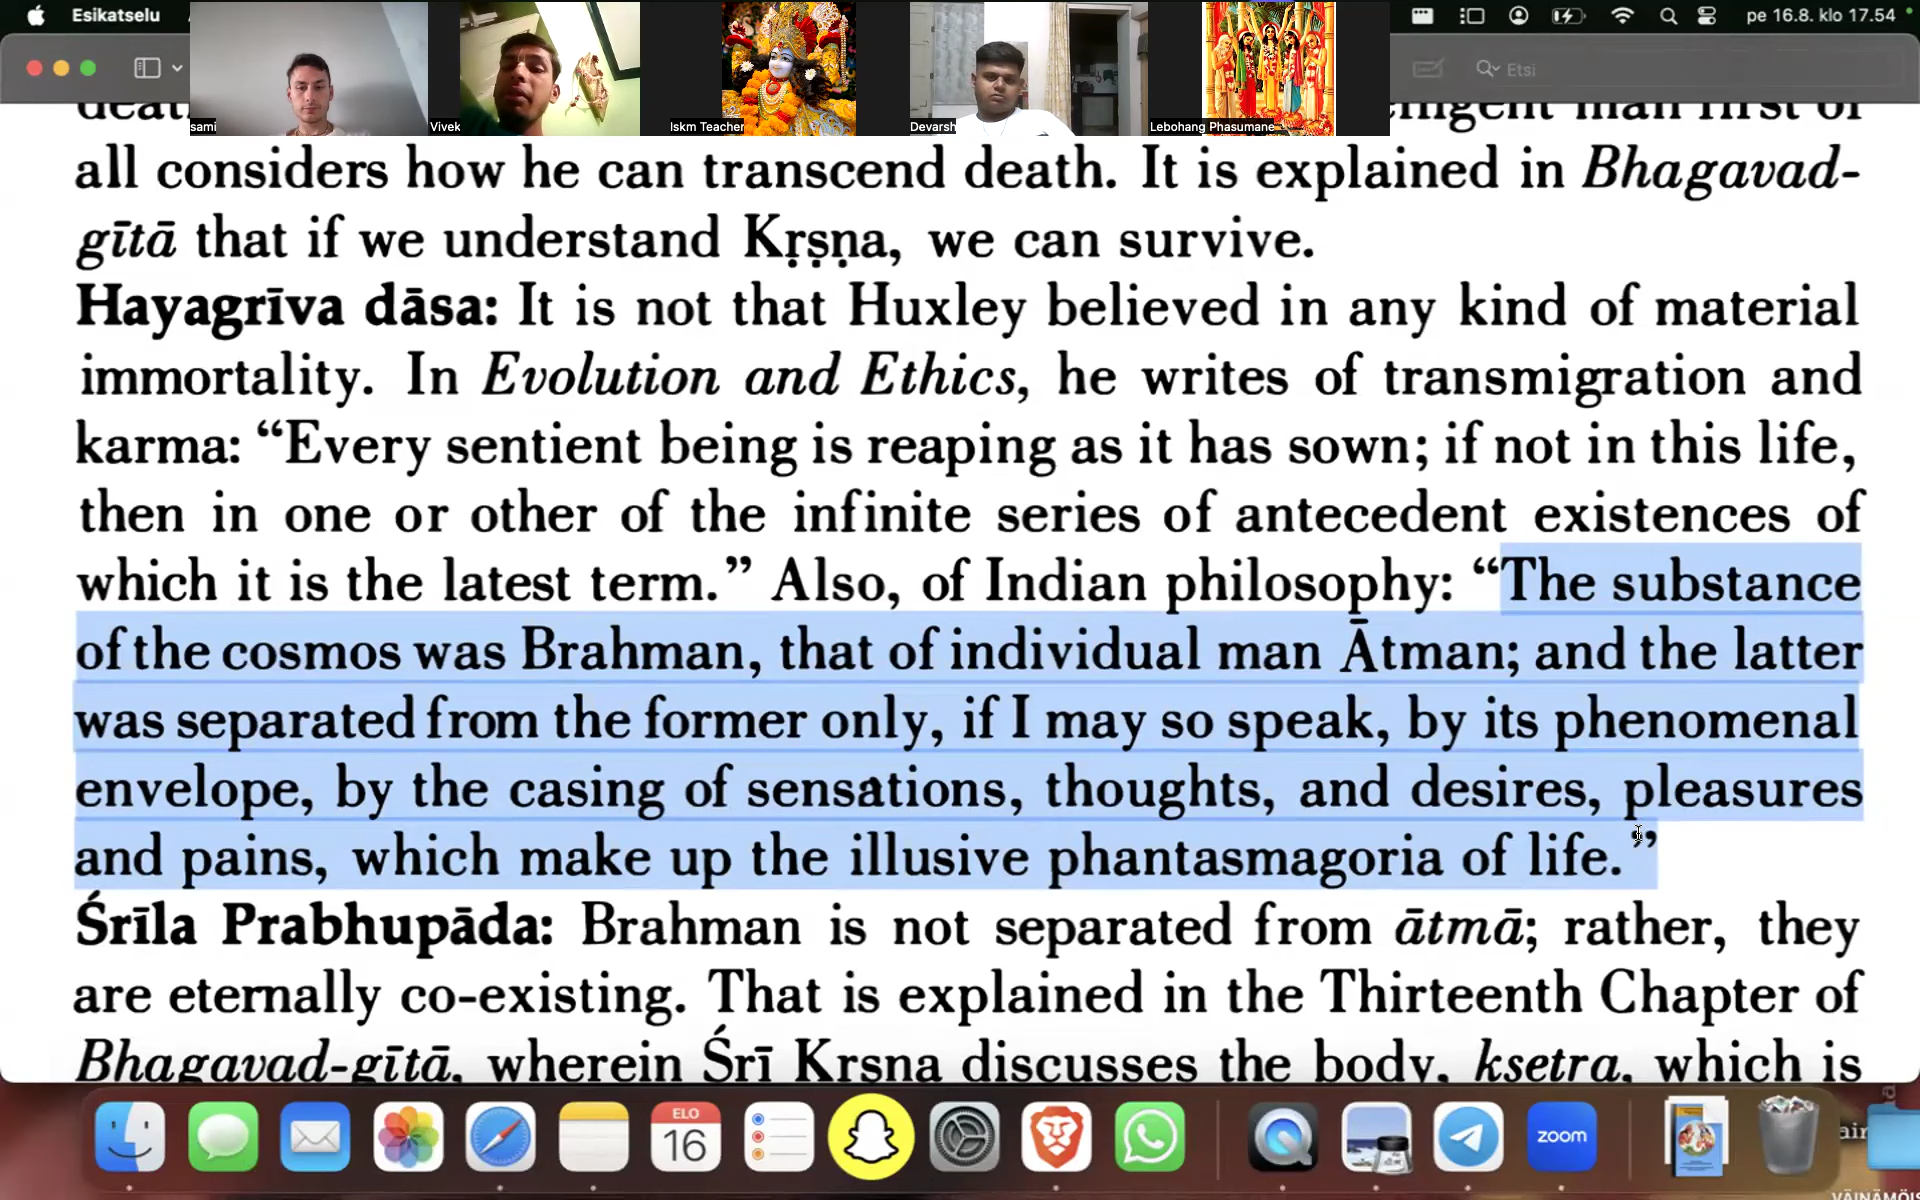 Esikatselu
pe 16.8. klo 17.54
Etsi
sami
Vivek
Iskm Teacher
Devarsh
Lebohang Phasumane
all considers how he can transcend death. It is explained in Bhagavad-
gītā that if we understand Kṛṣṇa, we can survive.
Hayagrīva dāsa: It is not that Huxley believed in any kind of material
immortality. In Evolution and Ethics, he writes of transmigration and
karma: “Every sentient being is reaping as it has sown; if not in this life,
then in one or other of the infinite series of antecedent existences of
which it is the latest term.” Also, of Indian philosophy: “The substance
of the cosmos was Brahman, that of individual man Ātman; and the latter
was separated from the former only, if I may so speak, by its phenomenal
envelope, by the casing of sensations, thoughts, and desires, pleasures
and pains, which make up the illusive phantasmagoria of life.”
Śrīla Prabhupāda: Brahman is not separated from ātmā; rather, they
are eternally co-existing. That is explained in the Thirteenth Chapter of
Bhagavad-gītā, wherein Śrī Kṛṣṇa discusses the body, kṣetra, which is
ELO
16
zoom